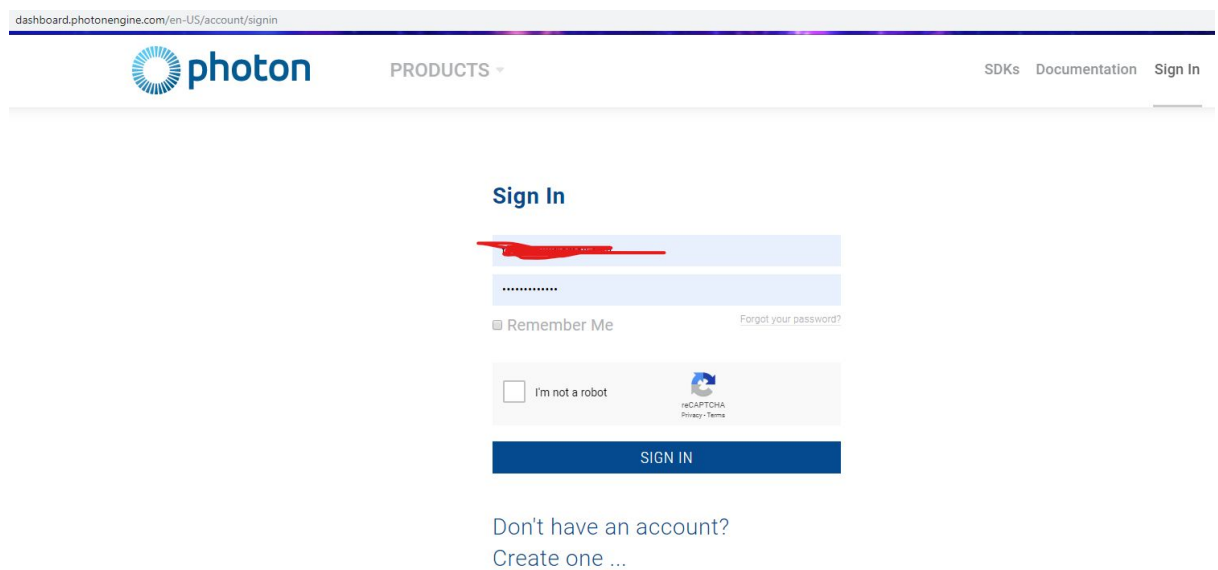 dashboard.photonengine.com/en-US/account/signin
photon PRODUCTS SDKs Documentation Sign In
Sign In
•••••••••••••
Remember Me Forgot your password?
I'm not a robot
reCAPTCHA
Privacy - Terms
SIGN IN
Don't have an account?
Create one ...